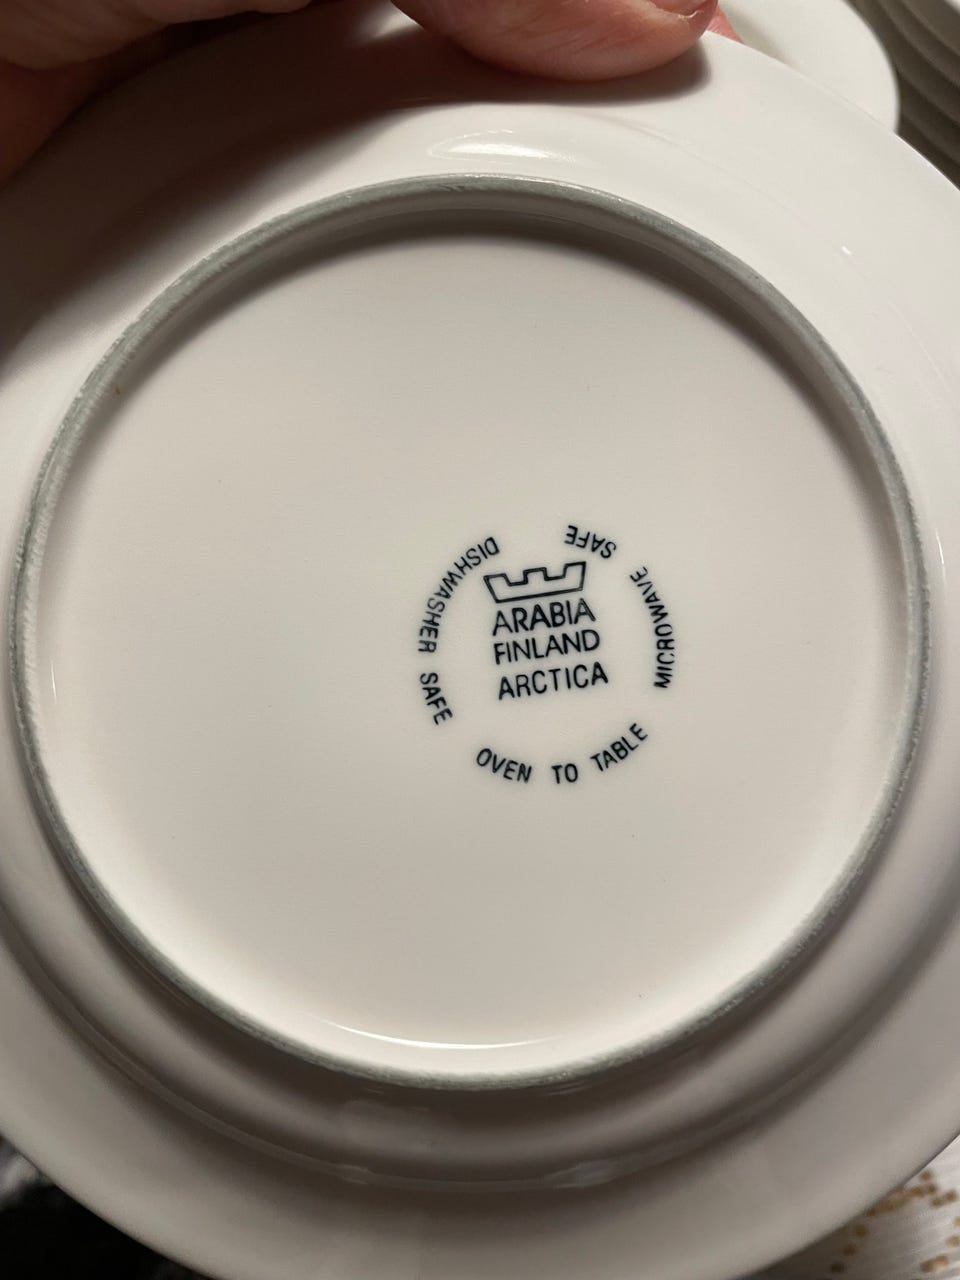 ARABIA
FINLAND
ARCTICA
DISHWASHER SAFE
OVEN TO TABLE
MICROWAVE SAFE